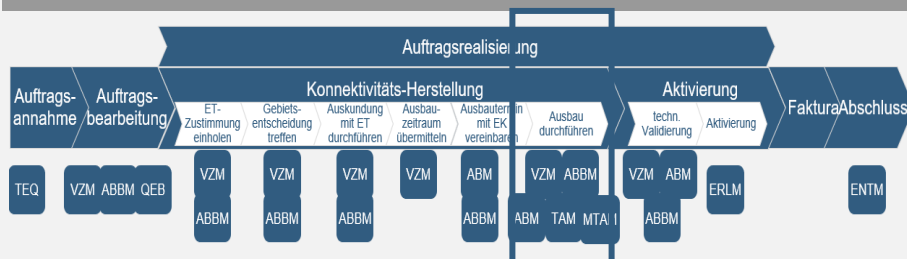 Auftragsrealisierung
Auftrags-
annahme
Auftrags-
bearbeitung
Konnektivitäts-Herstellung
ET-
Zustimmung
einholen
Gebiets-
entscheidung
treffen
Auskundung
mit ET
durchführen
Ausbau-
zeitraum
übermitteln
Ausbautermin
mit EK
vereinbaren
Ausbau
durchführen
Aktivierung
techn.
Validierung
Aktivierung
Faktura
Abschluss
TEQ
VZM ABBM QEB
VZM
ABBM
VZM
ABBM
VZM
ABBM
VZM
ABM
ABBM
VZM ABBM
ABM TAM MTAM
VZM ABM
ABBM
ERLM
ENTM